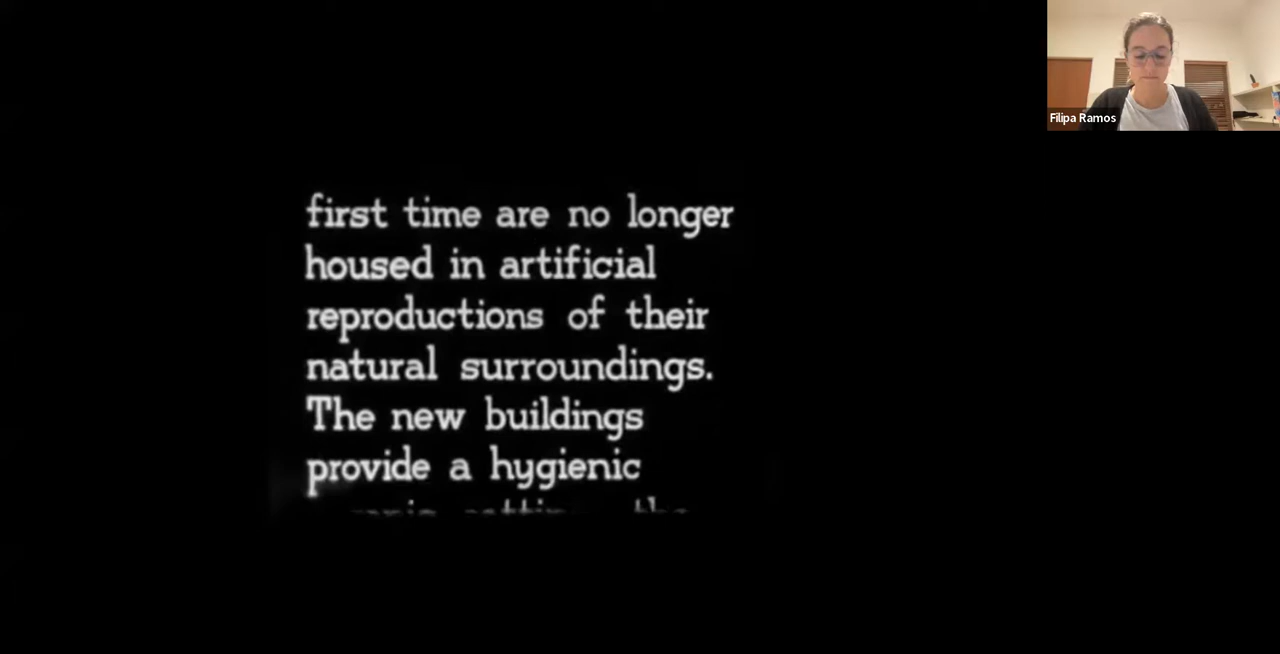 Filipa Ramos
first time are no longer
housed in artificial
reproductions of their
natural surroundings.
The new buildings
provide a hygienic